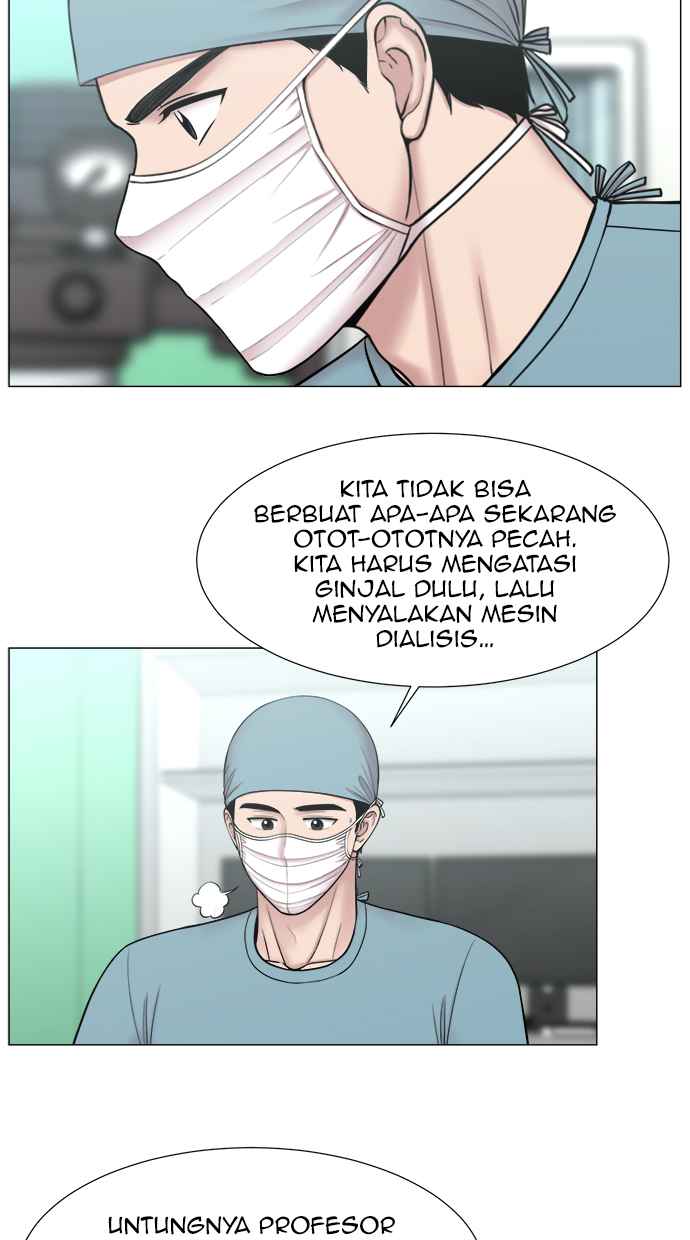 KITA TIDAK BISA
BERBUAT APA-APA SEKARANG
OTOT-OTOTNYA PECAH.
KITA HARUS MENGATASI
GINJAL DULU, LALU
MENYALAKAN MESIN
DIALISIS...
UNTUNGNYA PROFESOR